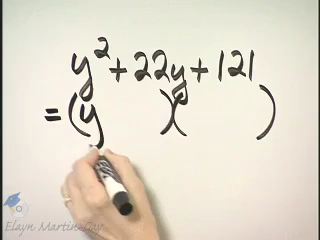 y² + 22y + 121
= (y )( )
Elayn Martin-Gay